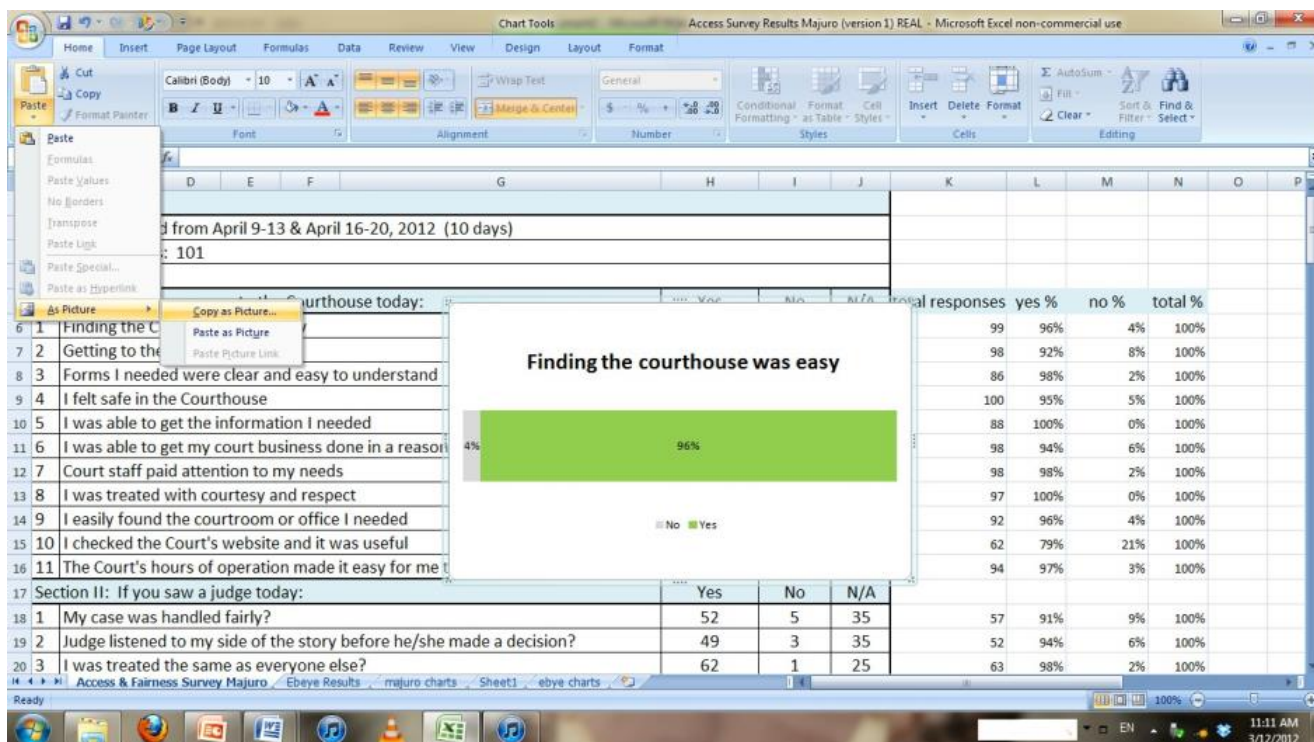 Chart Tools Access Survey Results Majuro (version 1) REAL - Microsoft Excel non-commercial use
Home Insert Page Layout Formulas Data Review View Design Layout Format
Paste Cut Copy Format Painter
Calibri (Body) 10 A A
B I U A
Font
Wrap Text
Merge & Center
Alignment
General
$ % , .0 .00 .00 .0
Number
Conditional Formatting Format as Table Cell Styles
Styles
Insert Delete Format
Cells
Σ AutoSum Fill Clear Sort & Filter Find & Select
Editing
Paste
Formulas
Paste Values
No Borders
Transpose
Paste Link
Paste Special...
Paste as Hyperlink
As Picture
Copy as Picture...
Paste as Picture
Paste Picture Link
fx
D E F G H I J K L M N O P
d from April 9-13 & April 16-20, 2012 (10 days)
: 101
urthouse today: Yes No N/A total responses yes % no % total %
6 1 Finding the C 99 96% 4% 100%
7 2 Getting to the 98 92% 8% 100%
8 3 Forms I needed were clear and easy to understand 86 98% 2% 100%
9 4 I felt safe in the Courthouse 100 95% 5% 100%
10 5 I was able to get the information I needed 88 100% 0% 100%
11 6 I was able to get my court business done in a reason 98 94% 6% 100%
12 7 Court staff paid attention to my needs 98 98% 2% 100%
13 8 I was treated with courtesy and respect 97 100% 0% 100%
14 9 I easily found the courtroom or office I needed 92 96% 4% 100%
15 10 I checked the Court's website and it was useful 62 79% 21% 100%
16 11 The Court's hours of operation made it easy for me t 94 97% 3% 100%
Finding the courthouse was easy
4% 96%
No Yes
17 Section II: If you saw a judge today: Yes No N/A
18 1 My case was handled fairly? 52 5 35 57 91% 9% 100%
19 2 Judge listened to my side of the story before he/she made a decision? 49 3 35 52 94% 6% 100%
20 3 I was treated the same as everyone else? 62 1 25 63 98% 2% 100%
Access & Fairness Survey Majuro Ebeye Results majuro charts Sheet1 ebye charts
Ready 100%
EN 11:11 AM
3/12/2012